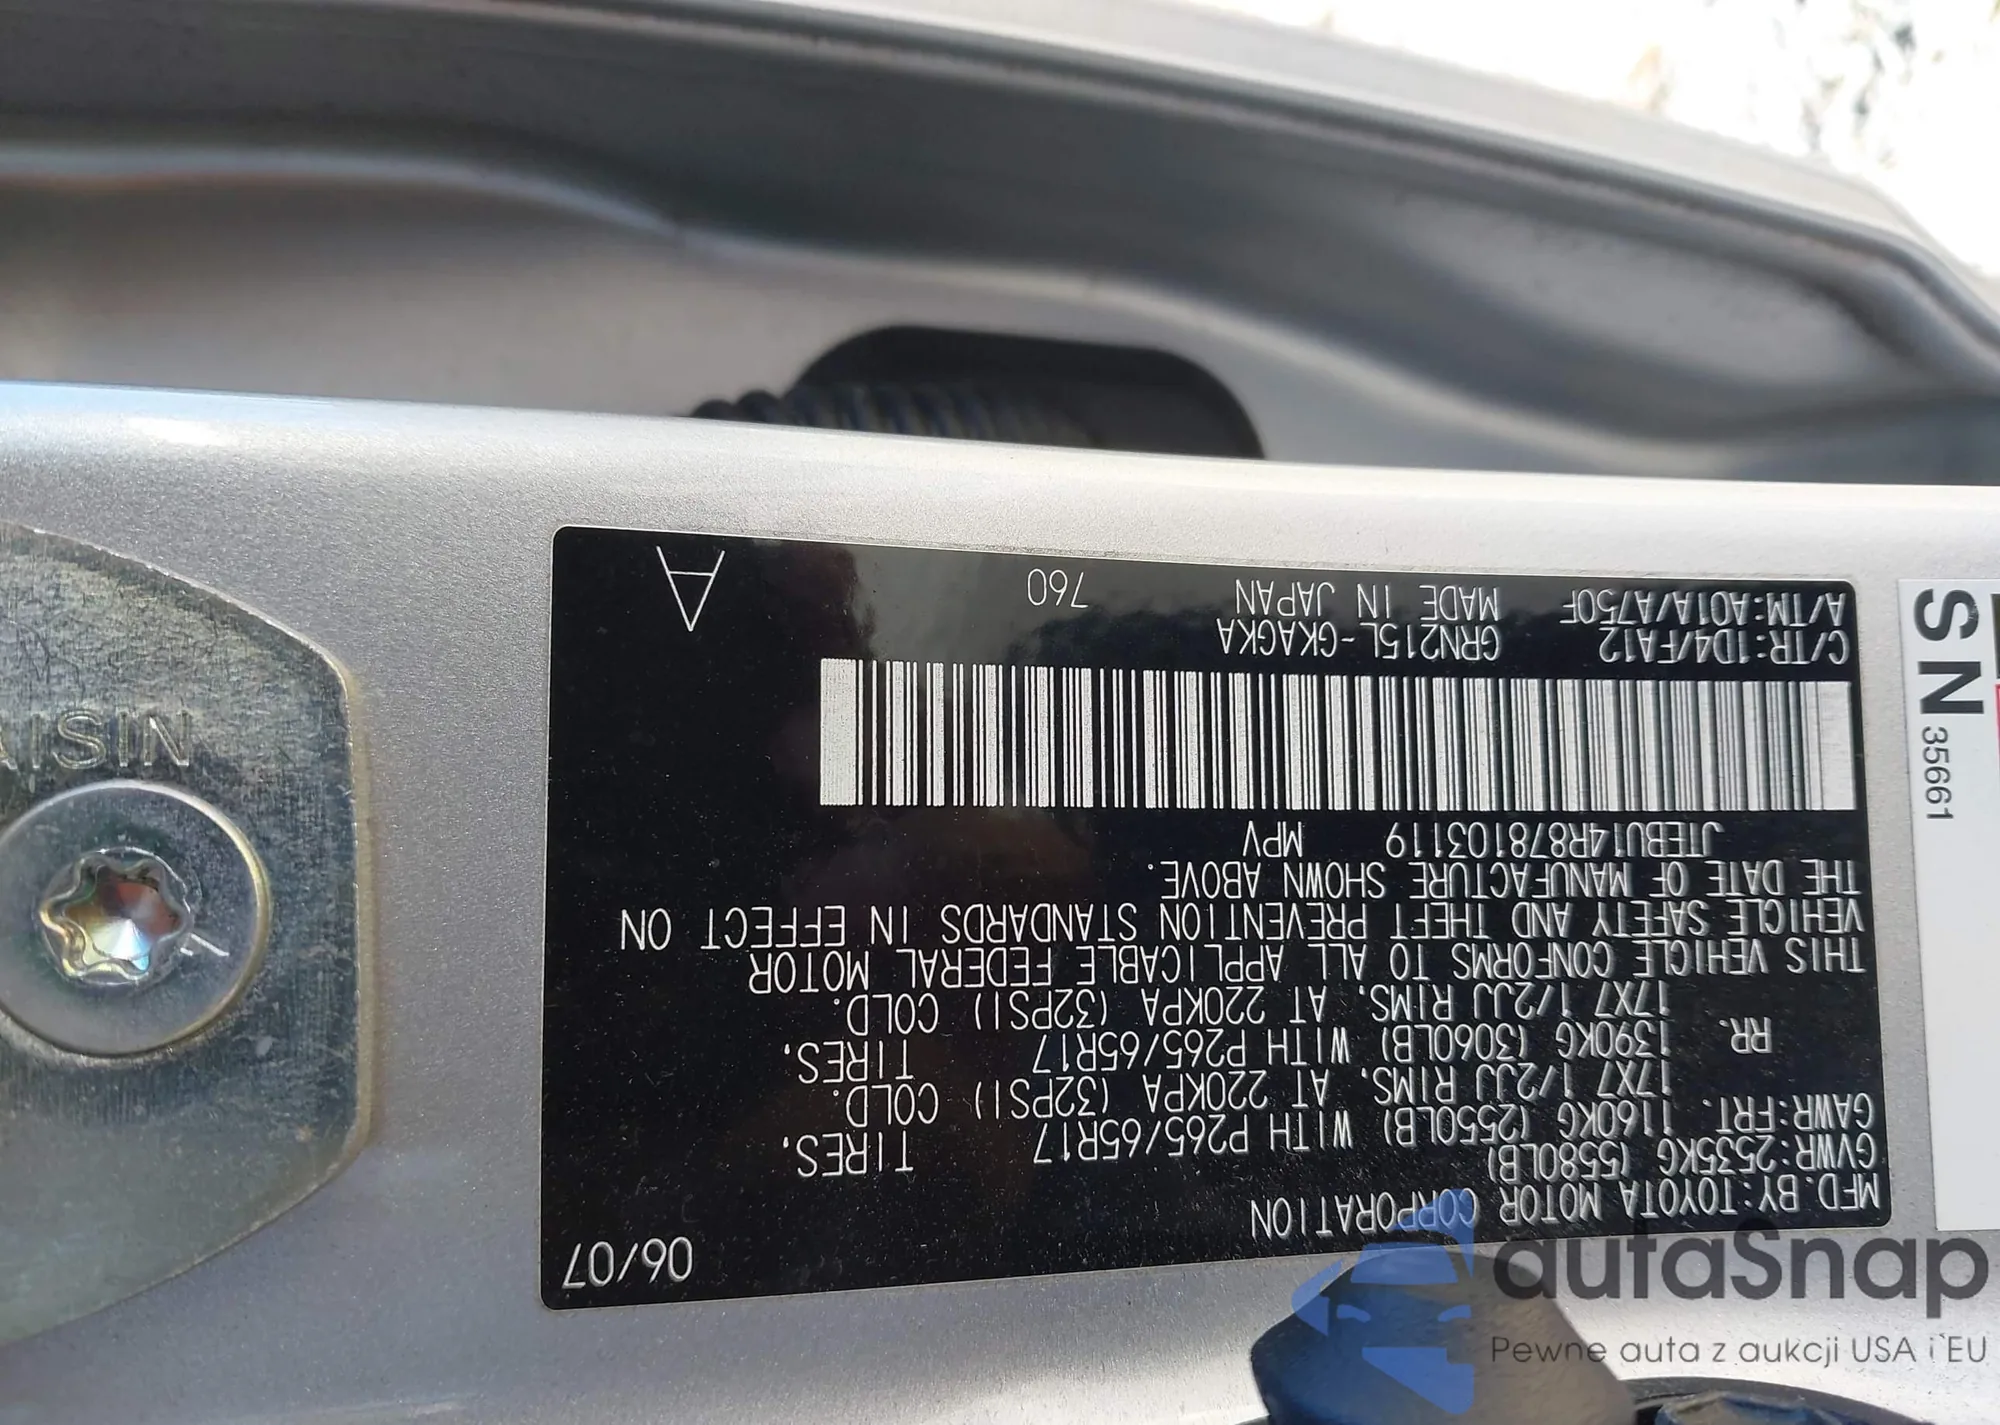 06/07
MFD.BY:TOYOTA MOTOR CORPORATION
GVWR:2535KG (5580LB)
GAWR:FRT. 1160KG (2550LB) WITH P265/65R17 TIRES,
17X7 1/2JJ RIMS, AT 220KPA (32PSI) COLD.
RR. 1390KG (3060LB) WITH P265/65R17 TIRES,
17X7 1/2JJ RIMS, AT 220KPA (32PSI) COLD.
THIS VEHICLE CONFORMS TO ALL APPLICABLE FEDERAL MOTOR
VEHICLE SAFETY AND THEFT PREVENTION STANDARDS IN EFFECT ON
THE DATE OF MANUFACTURE SHOWN ABOVE.
JTEBU14R878103119 MPV
C/TR:1D4/FA12 GRN215L-GKAGKA
A/TM:A01A/A750F MADE IN JAPAN 760
A
AISIN
SN
35661
autaSnap
Pewne auta z aukcji USA i EU